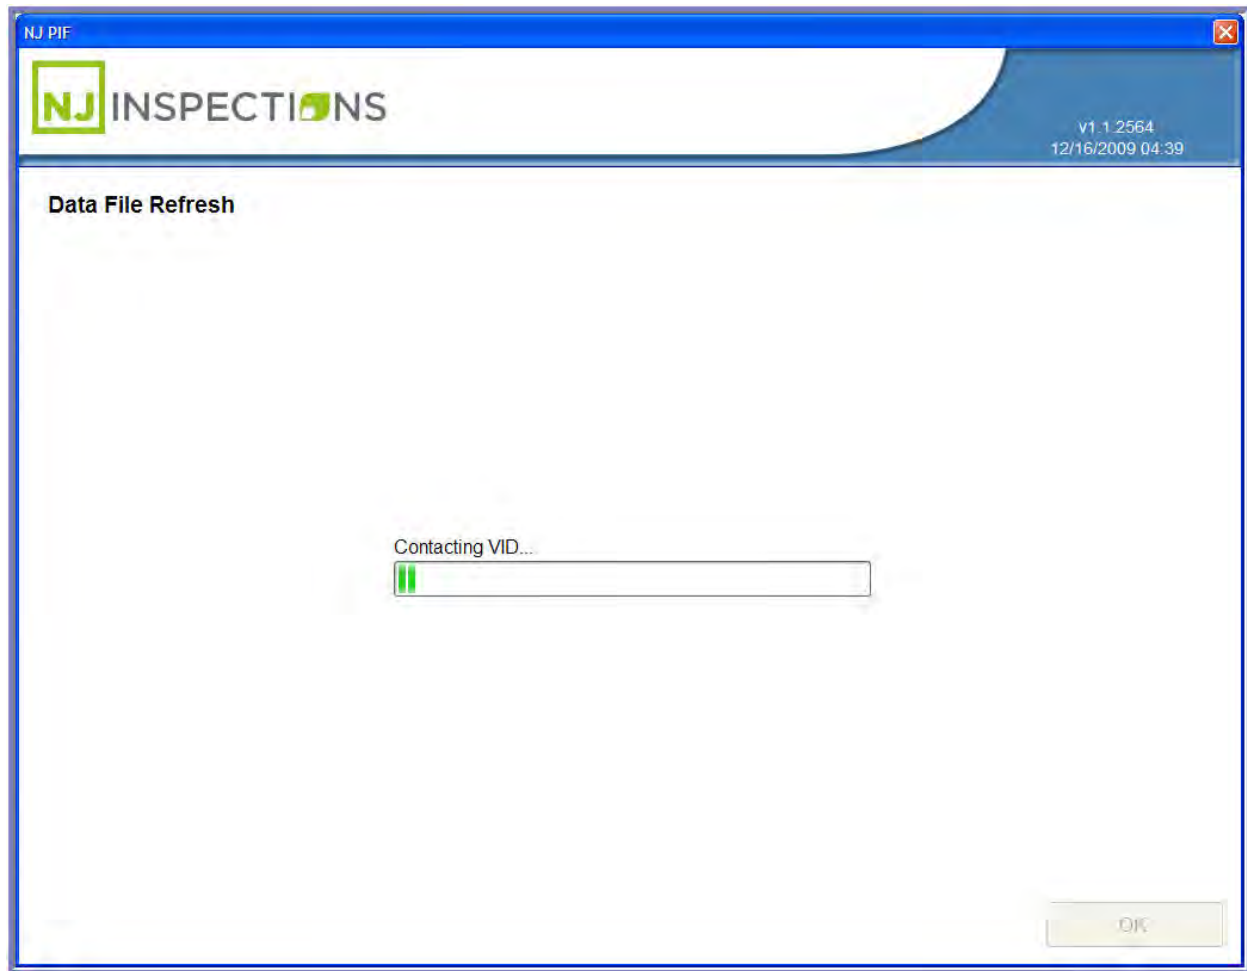 NJ PIF
NJ INSPECTIONS
v1.1.2564
12/16/2009 04:39
Data File Refresh
Contacting VID...
OK